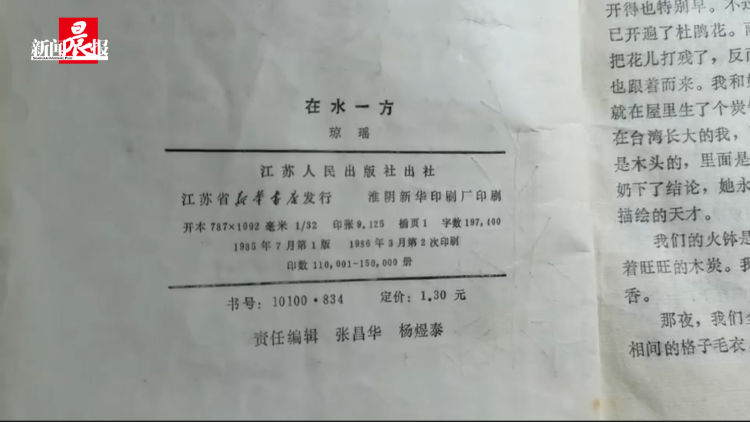 新闻晨报
SHANGHAI MORNING POST
在水一方
琼 瑶
江苏人民出版社出社
江苏省新华书店发行 淮阴新华印刷厂印刷
开本 787×1092 毫米 1/32 印张 9.125 插页 1 字数 197,400
1985 年 7 月第 1 版 1986 年 3 月第 2 次印刷
印数 110,001-150,000 册
书号: 10100·834 定价: 1.30 元
责任编辑 张昌华 杨煜泰
开得也特别早。不
已开遍了杜鹃花。
把花儿打残了,反而
也跟着而来。我和
就在屋里生了个炭
在台湾长大的我,
是木头的,里面是
奶下了结论,她永
描绘的天才。
我们的火钵是
着旺旺的木炭。我
香。
那夜,我们
相间的格子毛衣,